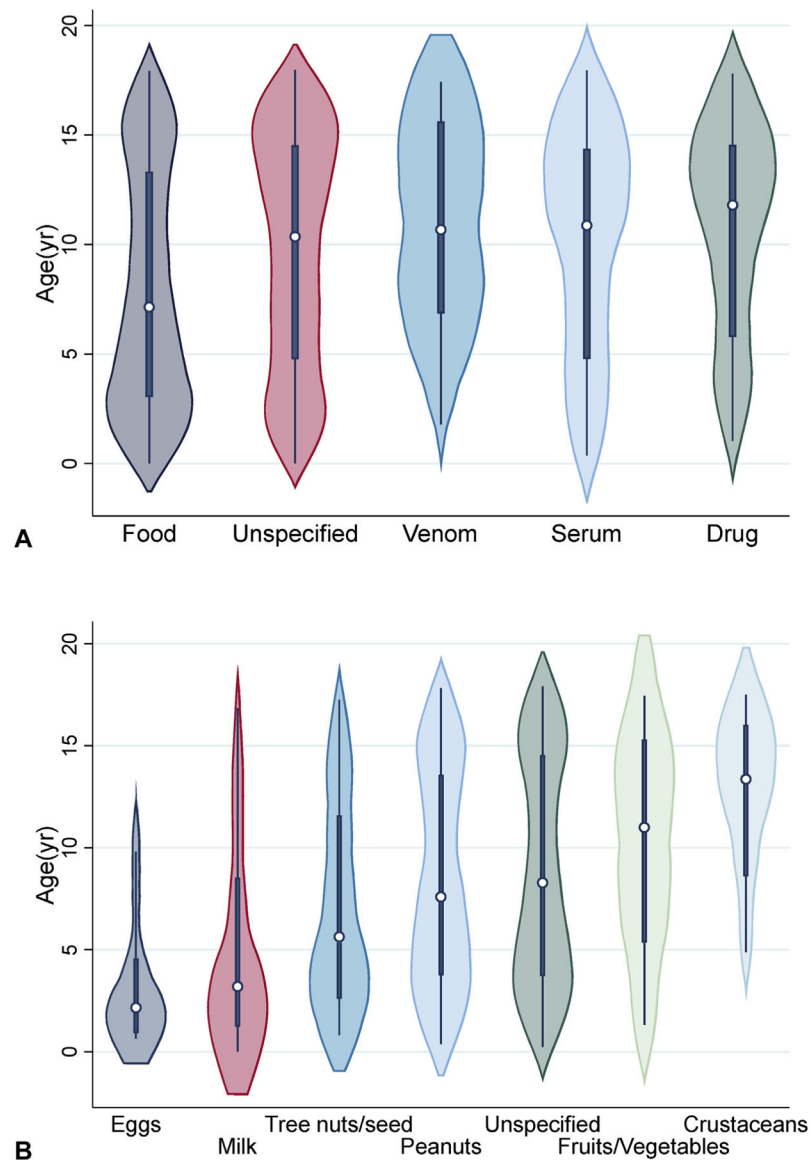 20
15
Age(yr)
10
5
0
A
Food Unspecified Venom Serum Drug
20
15
Age(yr)
10
5
0
Eggs Tree nuts/seed Unspecified Crustaceans
Milk Peanuts Fruits/Vegetables
B